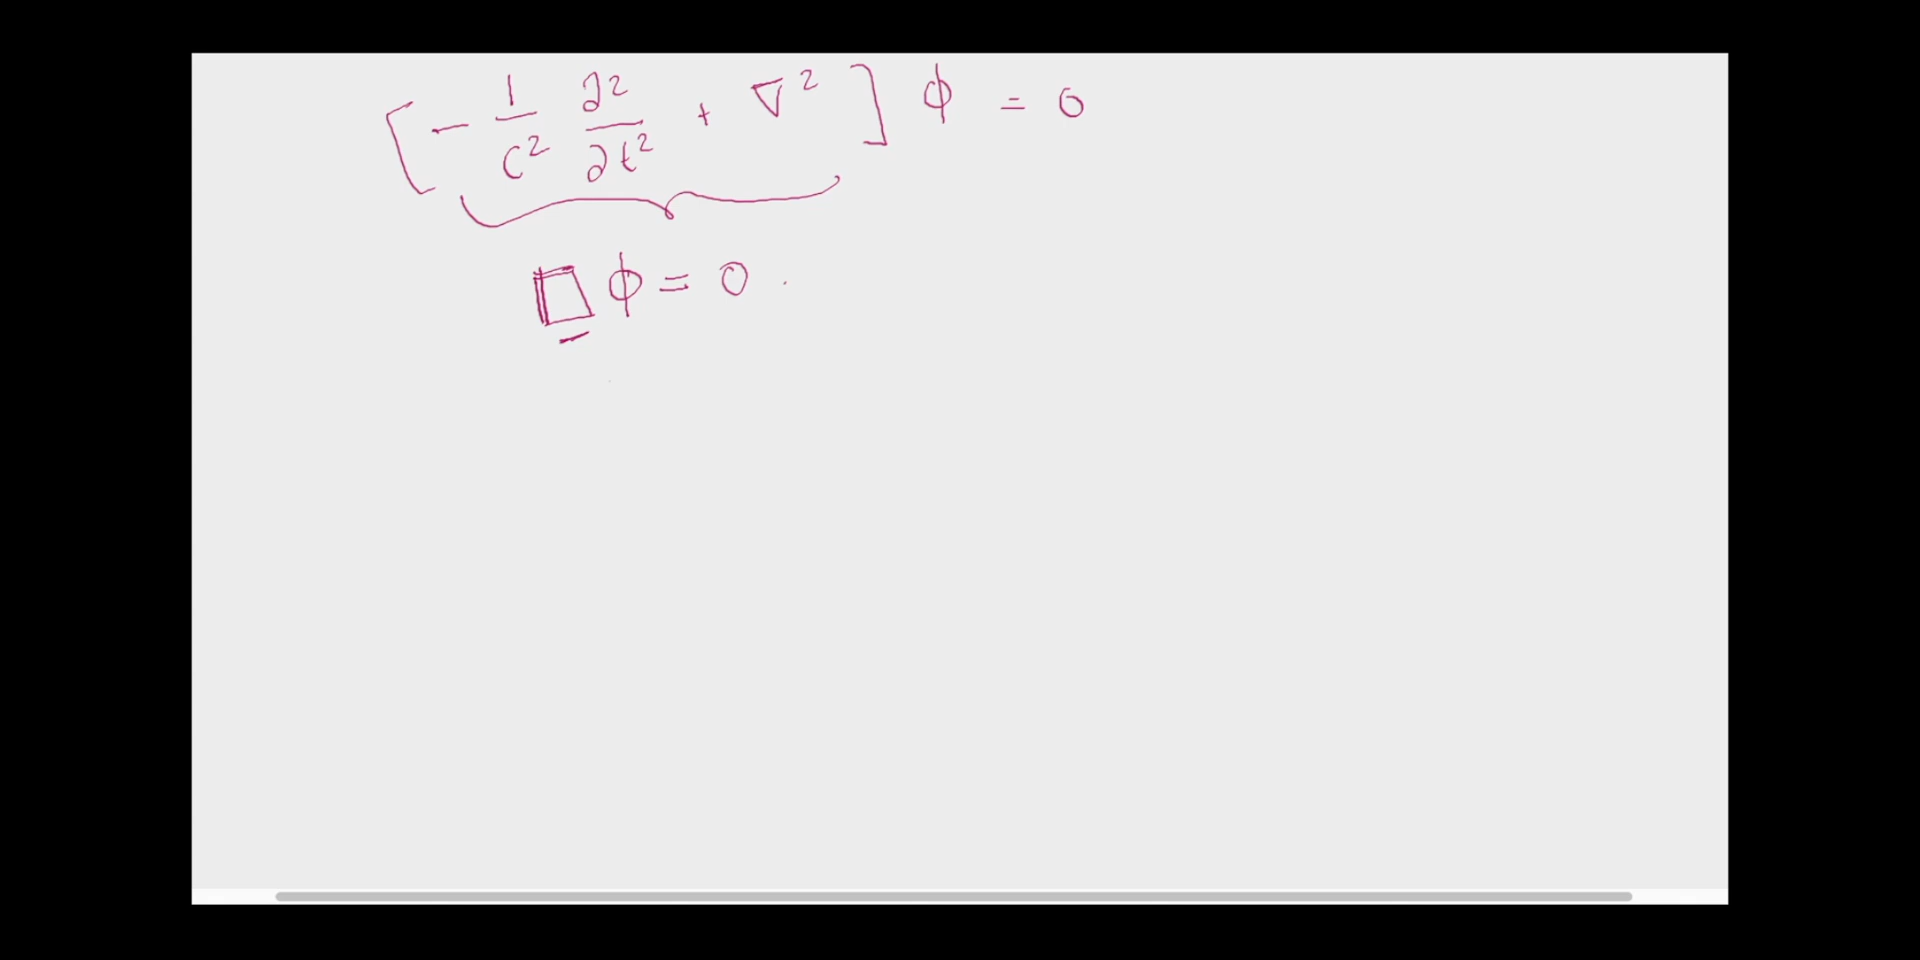 [- 1/c² ∂²/∂t² + ∇²] ϕ = 0
□ϕ = 0.